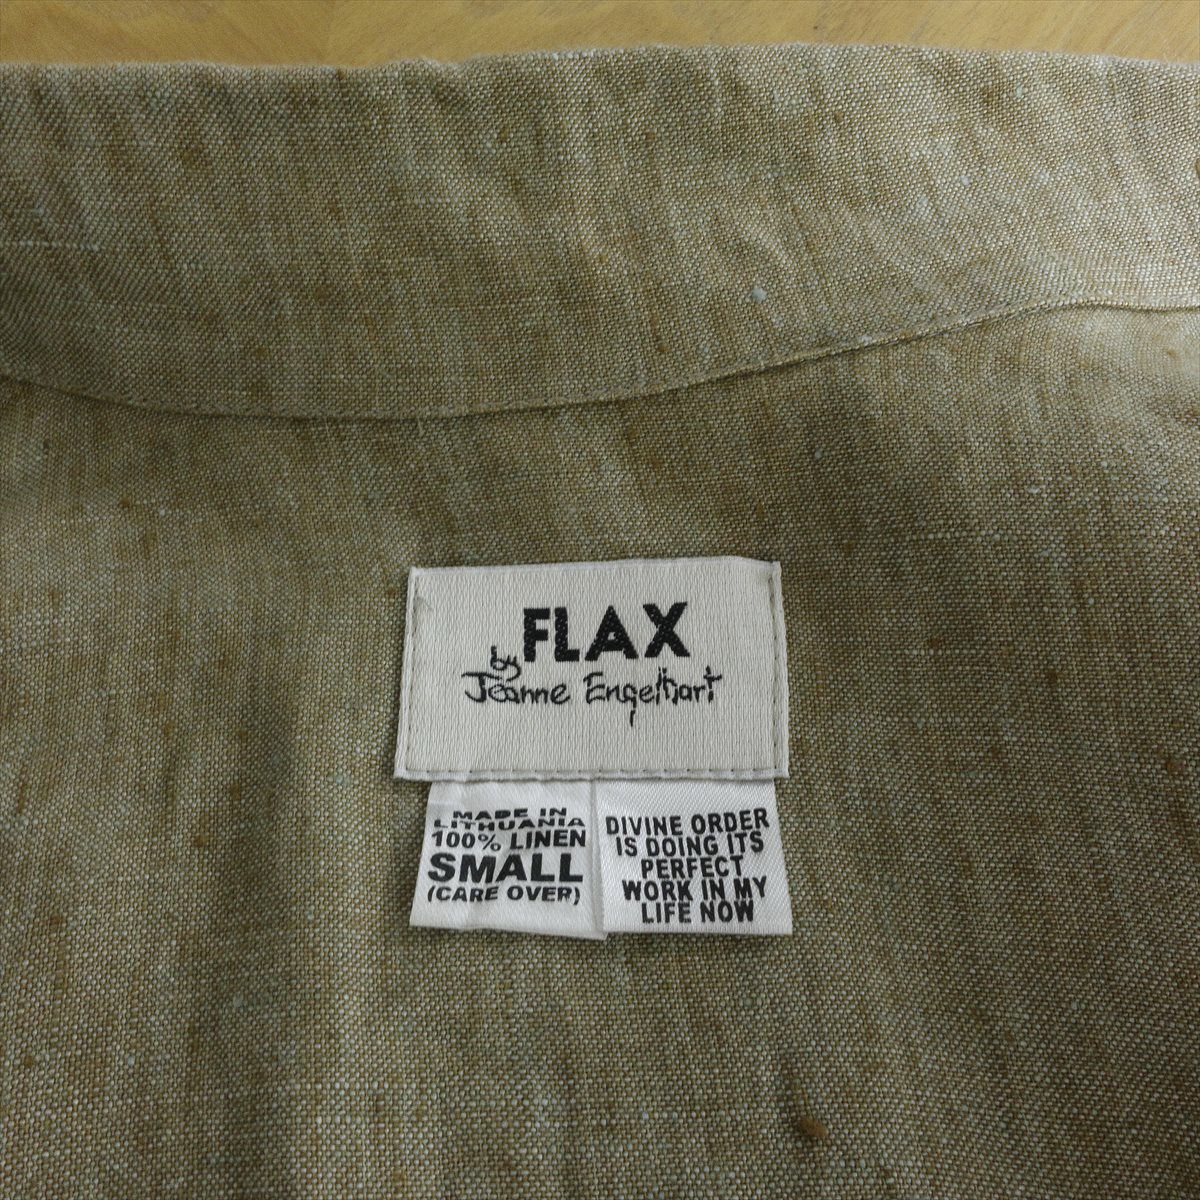 FLAX
by
Jeanne Engelhart
MADE IN
LITHUANIA
100% LINEN
SMALL
(CARE OVER)
DIVINE ORDER
IS DOING ITS
PERFECT
WORK IN MY
LIFE NOW